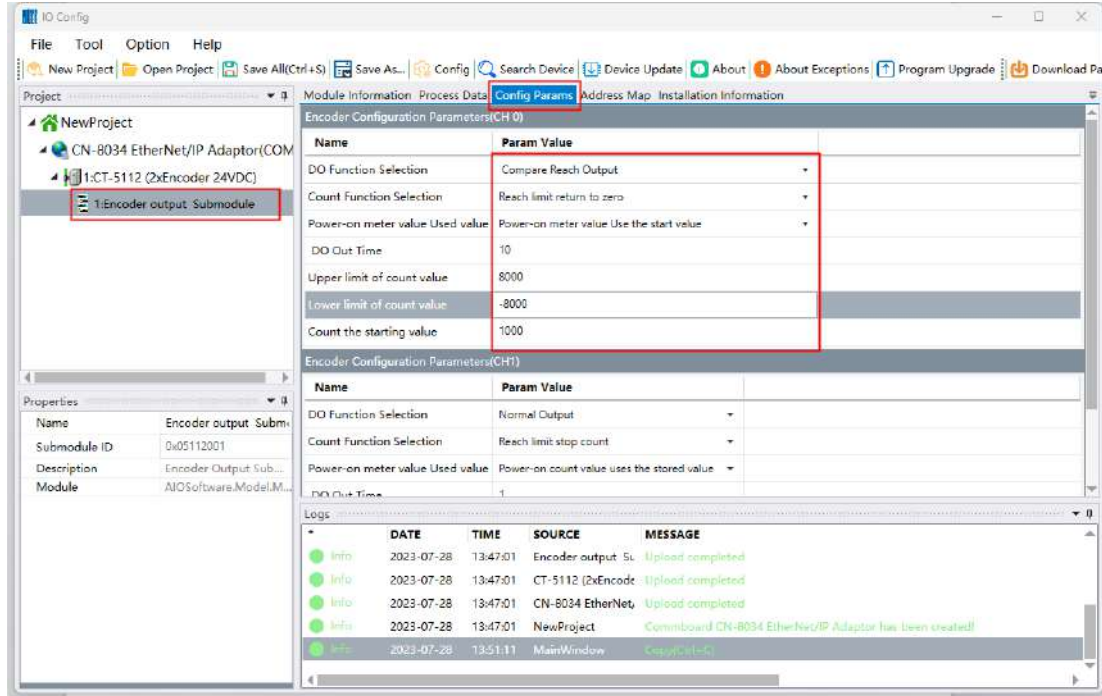 IO Config
File Tool Option Help
New Project Open Project Save All(Ctrl+S) Save As... Config Search Device Device Update About About Exceptions Program Upgrade Download Pa
Project
NewProject
CN-8034 EtherNet/IP Adaptor(COM
1:CT-5112 (2xEncoder 24VDC)
1:Encoder output Submodule
Properties
Name Encoder output Subm
Submodule ID 0x05112001
Description Encoder Output Sub...
Module AIOSoftware.Model.M...
Module Information Process Data Config Params Address Map Installation Information
Encoder Configuration Parameters(CH 0)
Name Param Value
DO Function Selection Compare Reach Output
Count Function Selection Reach limit return to zero
Power-on meter value Used value Power-on meter value Use the start value
DO Out Time 10
Upper limit of count value 8000
Lower limit of count value -8000
Count the starting value 1000
Encoder Configuration Parameters(CH1)
Name Param Value
DO Function Selection Normal Output
Count Function Selection Reach limit stop count
Power-on meter value Used value Power-on count value uses the stored value
DO Out Time 1
Logs
* DATE TIME SOURCE MESSAGE
Info 2023-07-28 13:47:01 Encoder output Su Upload completed
Info 2023-07-28 13:47:01 CT-5112 (2xEncode Upload completed
Info 2023-07-28 13:47:01 CN-8034 EtherNet/ Upload completed
Info 2023-07-28 13:47:01 NewProject Commboard CN-8034 EtherNet/IP Adaptor has been created!
Info 2023-07-28 13:51:11 MainWindow Copy(Ctrl+C)